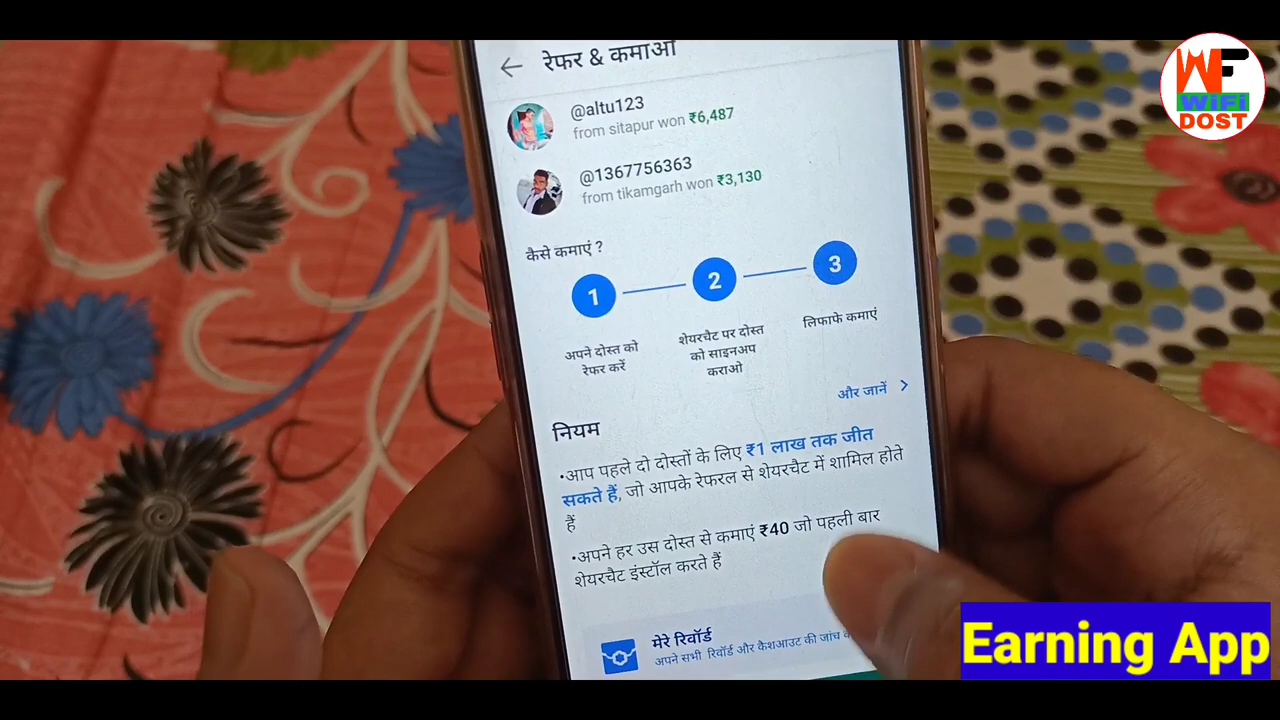 रेफर & कमाओ
@altu123
from sitapur won ₹6,487
@1367756363
from tikamgarh won ₹3,130
कैसे कमाएं ?
1
2
3
अपने दोस्त को
रेफर करें
शेयरचैट पर दोस्त
को साइनअप
कराओ
लिफाफे कमाएं
और जानें
नियम
•आप पहले दो दोस्तों के लिए ₹1 लाख तक जीत
सकते हैं, जो आपके रेफरल से शेयरचैट में शामिल होते
हैं
•अपने हर उस दोस्त से कमाएं ₹40 जो पहली बार
शेयरचैट इंस्टॉल करते हैं
मेरे रिवॉर्ड
अपने सभी रिवॉर्ड और कैशआउट की जांच
WF
WiFi
DOST
Earning App